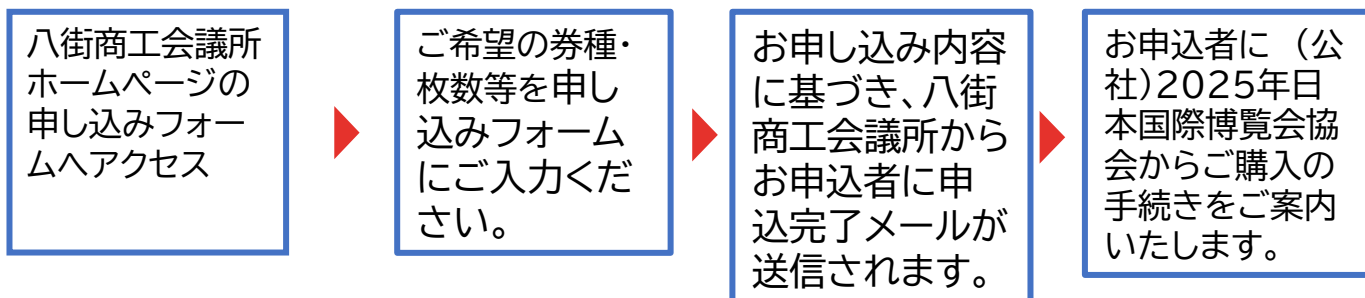 八街商工会議所
ホームページの
申し込みフォー
ムへアクセス
ご希望の券種・
枚数等を申し
込みフォーム
にご入力くだ
さい。
お申し込み内容
に基づき、八街
商工会議所から
お申込者に申
込完了メールが
送信されます。
お申込者に（公
社）2025年日
本国際博覧会協
会からご購入の
手続きをご案内
いたします。